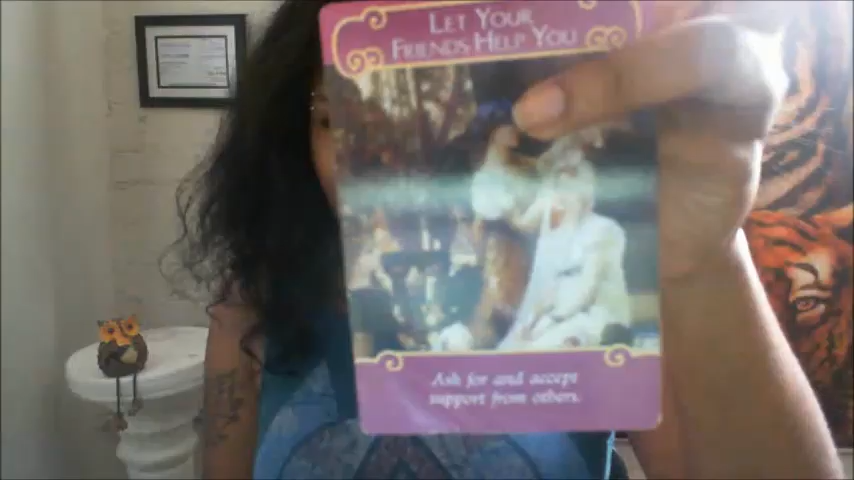 LET YOUR
FRIENDS HELP YOU
Ask for and accept
support from others.